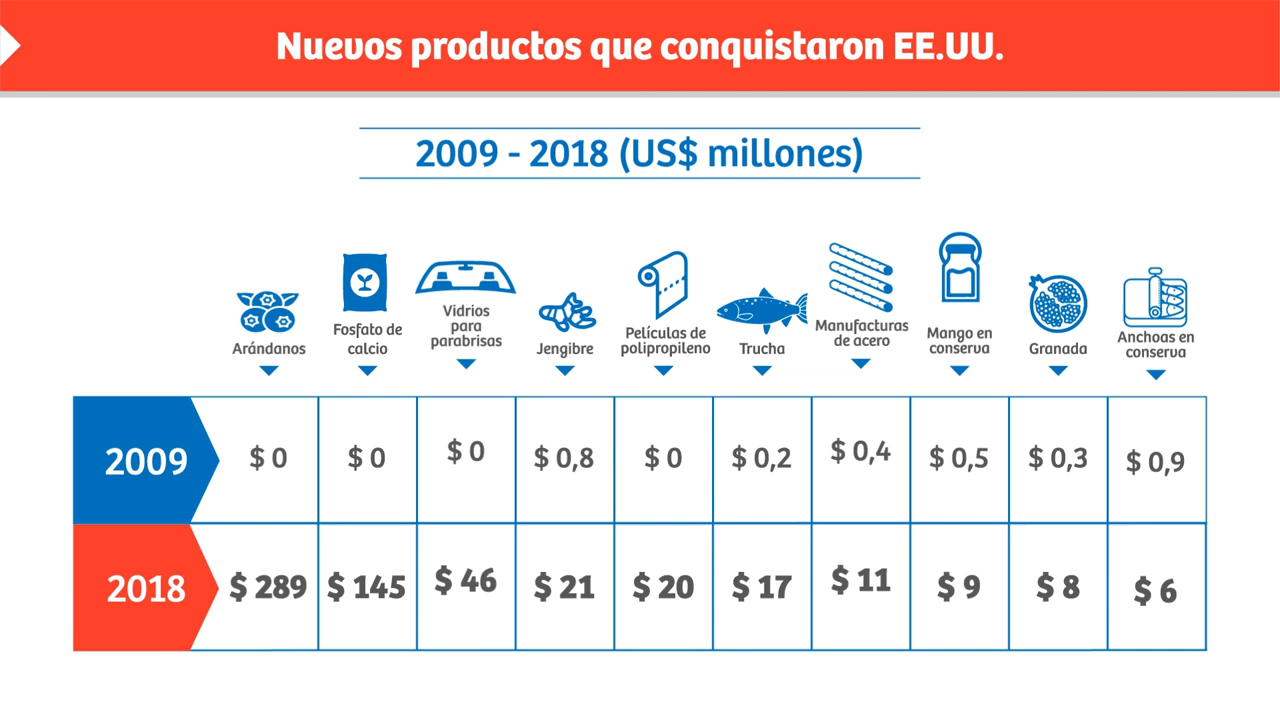 Nuevos productos que conquistaron EE.UU.
2009 - 2018 (US$ millones)
Arándanos
Fosfato de
calcio
Vidrios
para
parabrisas
Jengibre
Películas de
polipropileno
Trucha
Manufacturas
de acero
Mango en
conserva
Granada
Anchoas en
conserva
2009 $ 0 $ 0 $ 0 $ 0,8 $ 0 $ 0,2 $ 0,4 $ 0,5 $ 0,3 $ 0,9
2018 $ 289 $ 145 $ 46 $ 21 $ 20 $ 17 $ 11 $ 9 $ 8 $ 6